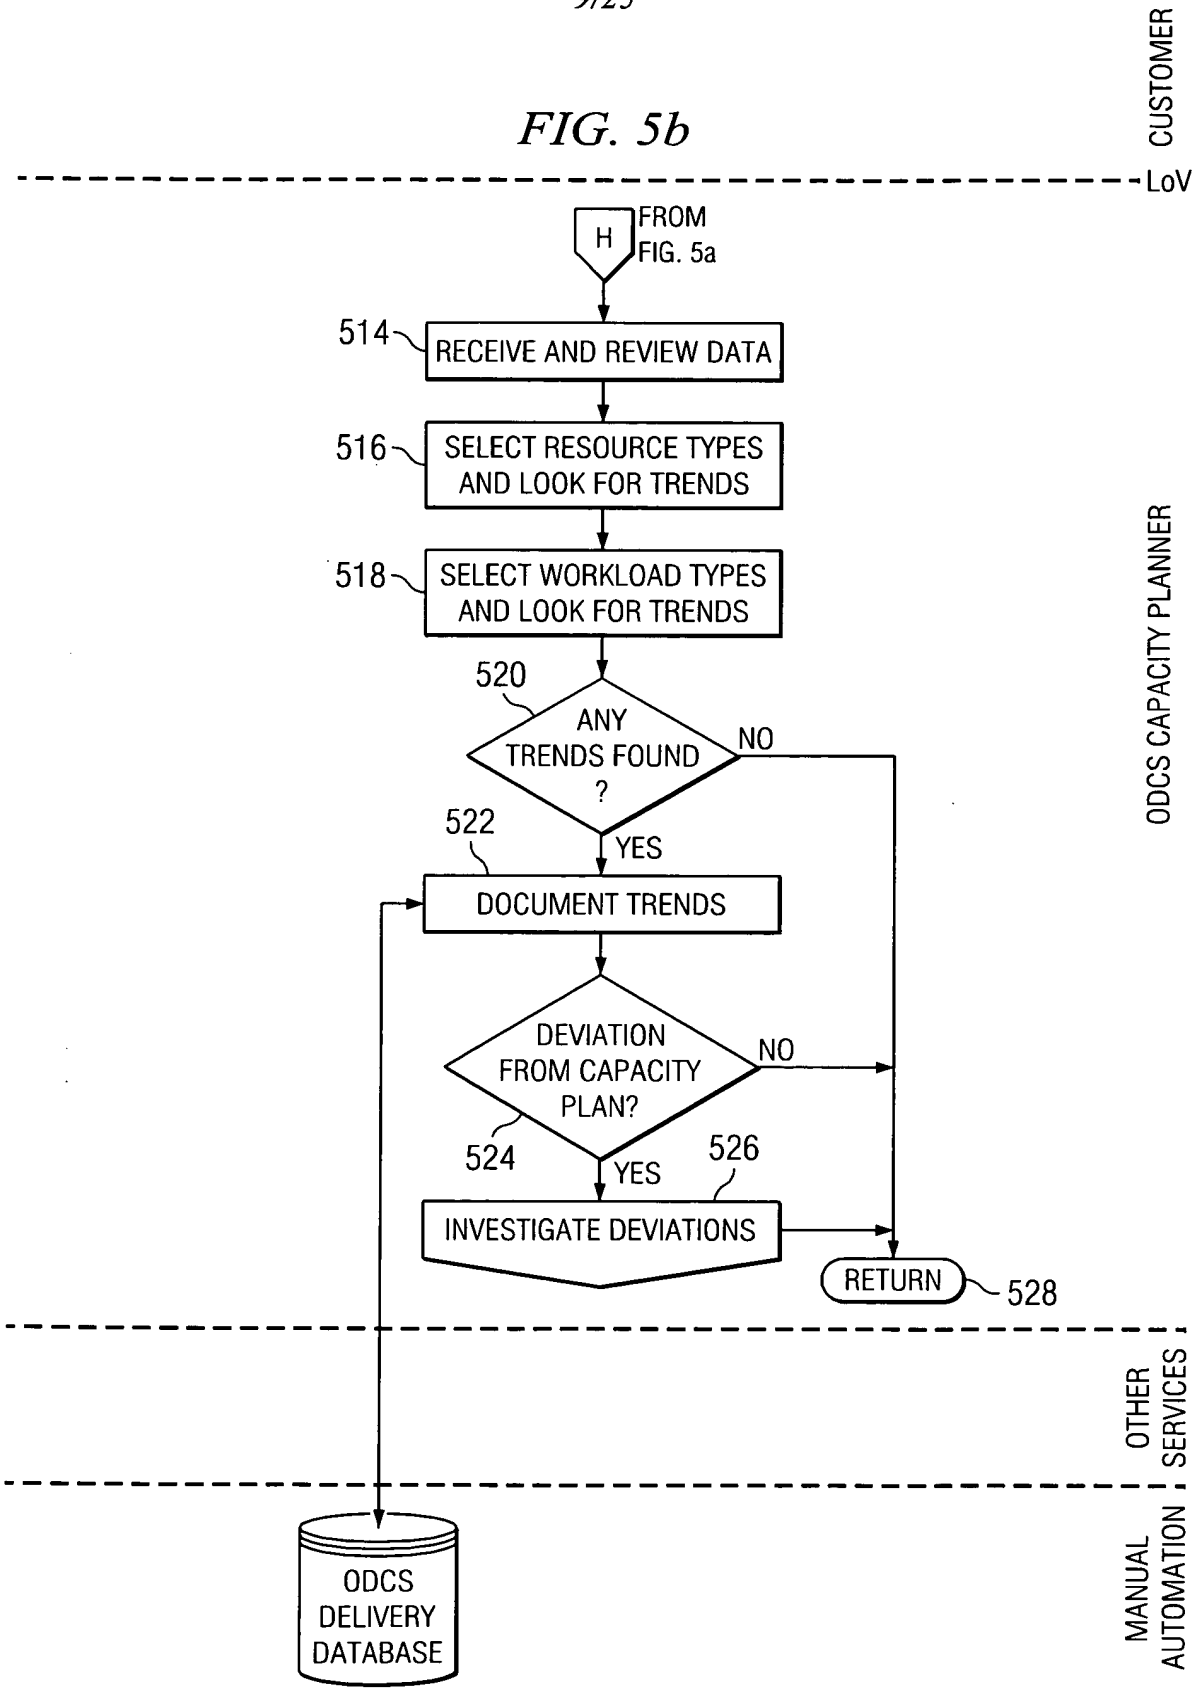 9/25
CUSTOMER
FIG. 5b
LoV
H
FROM
FIG. 5a
514
RECEIVE AND REVIEW DATA
516
SELECT RESOURCE TYPES
AND LOOK FOR TRENDS
518
SELECT WORKLOAD TYPES
AND LOOK FOR TRENDS
ODCS CAPACITY PLANNER
520
ANY
TRENDS FOUND
?
NO
YES
522
DOCUMENT TRENDS
DEVIATION
FROM CAPACITY
PLAN?
NO
524
YES
526
INVESTIGATE DEVIATIONS
RETURN
528
OTHER
SERVICES
MANUAL
AUTOMATION
ODCS
DELIVERY
DATABASE